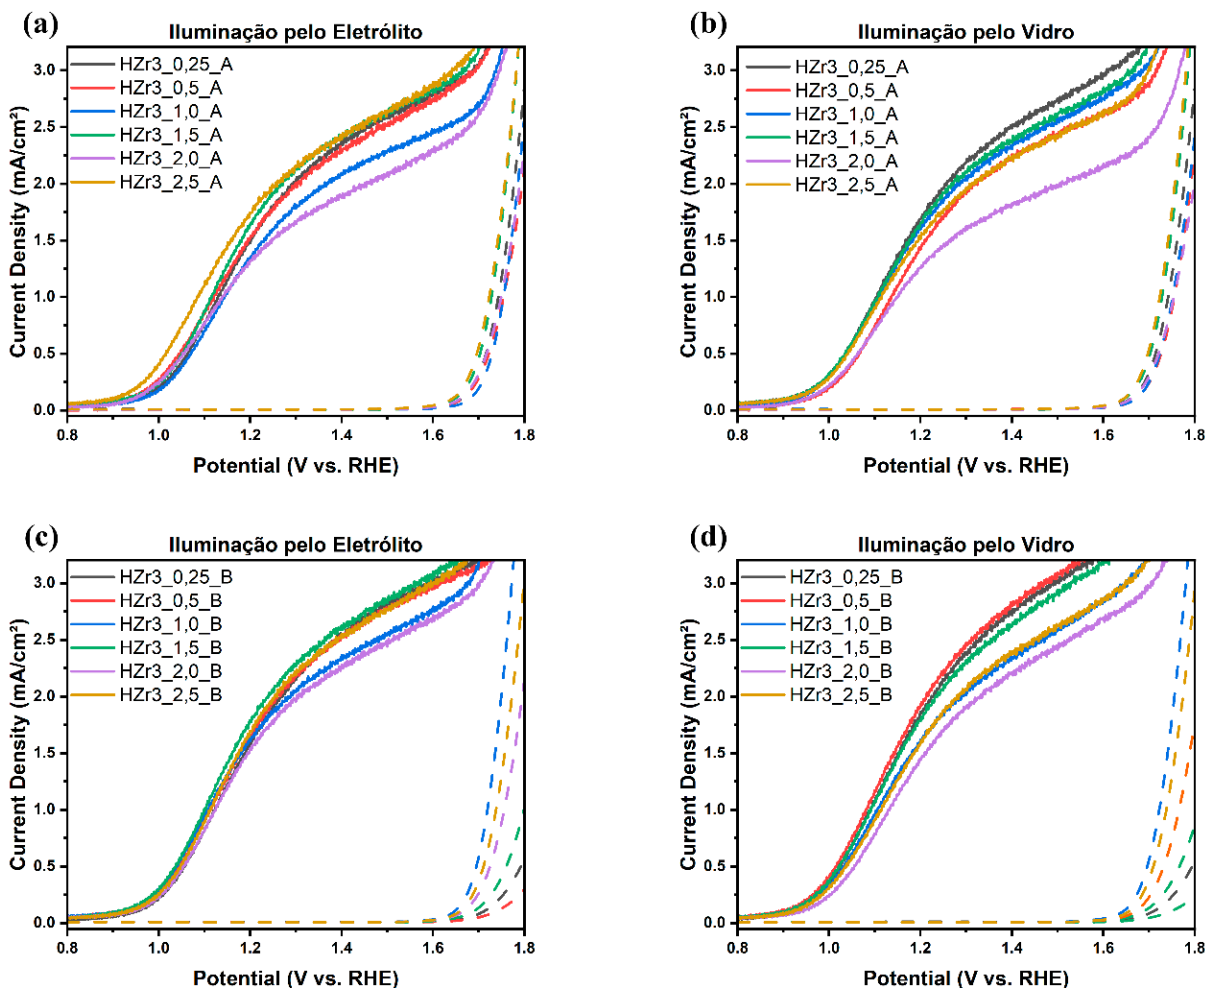 (a)
Iluminação pelo Eletrólito
HZr3_0,25_A
HZr3_0,5_A
HZr3_1,0_A
HZr3_1,5_A
HZr3_2,0_A
HZr3_2,5_A
Current Density (mA/cm²)
3.0
2.5
2.0
1.5
1.0
0.5
0.0
0.8 1.0 1.2 1.4 1.6 1.8
Potential (V vs. RHE)
(b)
Iluminação pelo Vidro
HZr3_0,25_A
HZr3_0,5_A
HZr3_1,0_A
HZr3_1,5_A
HZr3_2,0_A
HZr3_2,5_A
Current Density (mA/cm²)
3.0
2.5
2.0
1.5
1.0
0.5
0.0
0.8 1.0 1.2 1.4 1.6 1.8
Potential (V vs. RHE)
(c)
Iluminação pelo Eletrólito
HZr3_0,25_B
HZr3_0,5_B
HZr3_1,0_B
HZr3_1,5_B
HZr3_2,0_B
HZr3_2,5_B
Current Density (mA/cm²)
3.0
2.5
2.0
1.5
1.0
0.5
0.0
0.8 1.0 1.2 1.4 1.6 1.8
Potential (V vs. RHE)
(d)
Iluminação pelo Vidro
HZr3_0,25_B
HZr3_0,5_B
HZr3_1,0_B
HZr3_1,5_B
HZr3_2,0_B
HZr3_2,5_B
Current Density (mA/cm²)
3.0
2.5
2.0
1.5
1.0
0.5
0.0
0.8 1.0 1.2 1.4 1.6 1.8
Potential (V vs. RHE)